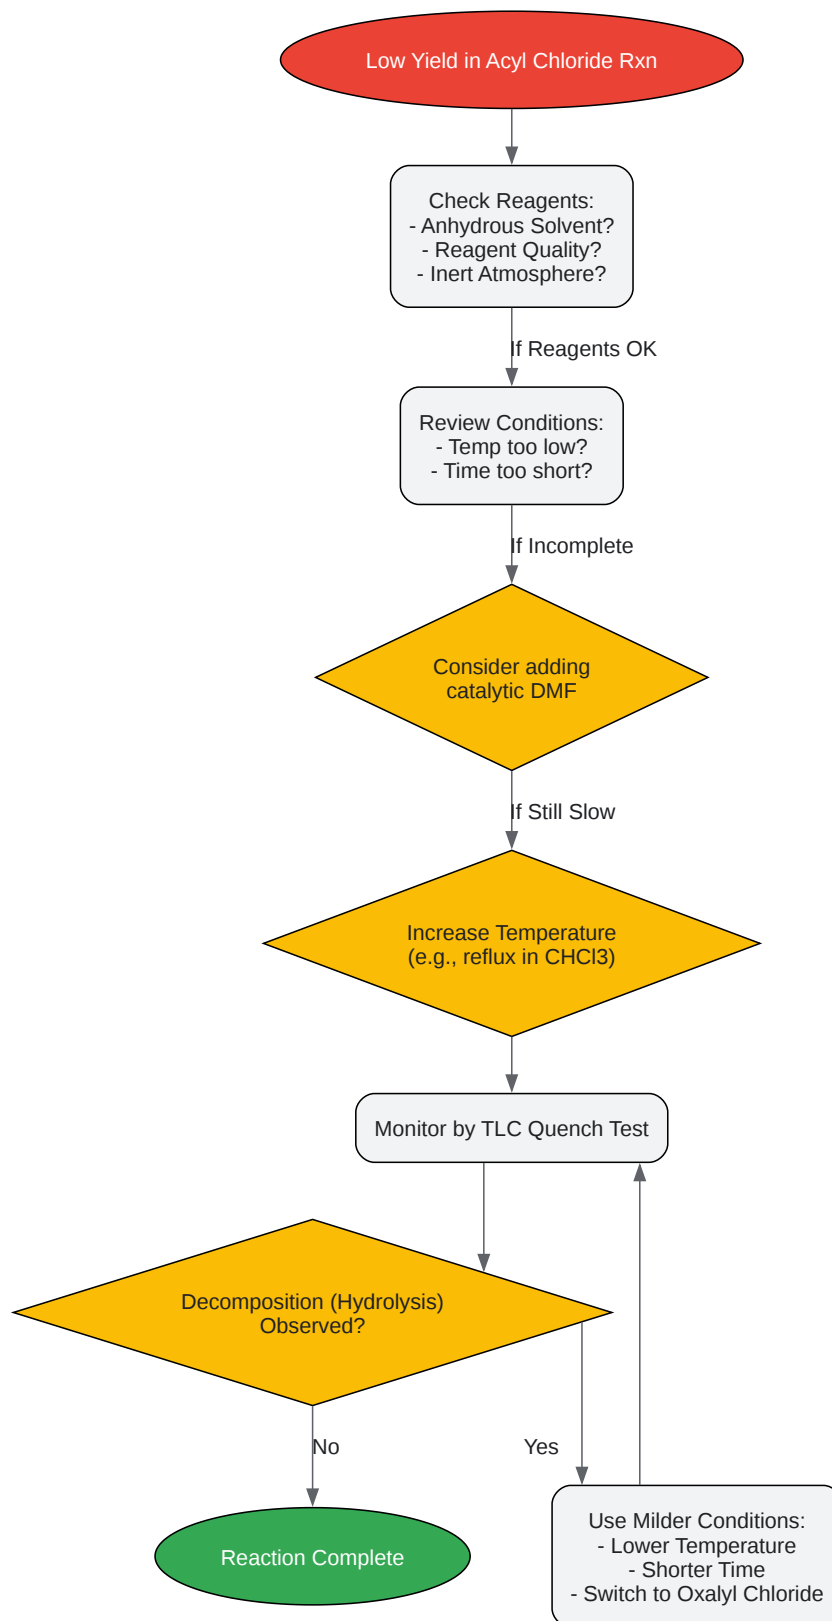 Low Yield in Acyl Chloride Rxn
Check Reagents:
- Anhydrous Solvent?
- Reagent Quality?
- Inert Atmosphere?
If Reagents OK
Review Conditions:
- Temp too low?
- Time too short?
If Incomplete
Consider adding
catalytic DMF
If Still Slow
Increase Temperature
(e.g., reflux in CHCl3)
Monitor by TLC Quench Test
Decomposition (Hydrolysis)
Observed?
No
Yes
Reaction Complete
Use Milder Conditions:
- Lower Temperature
- Shorter Time
- Switch to Oxalyl Chloride